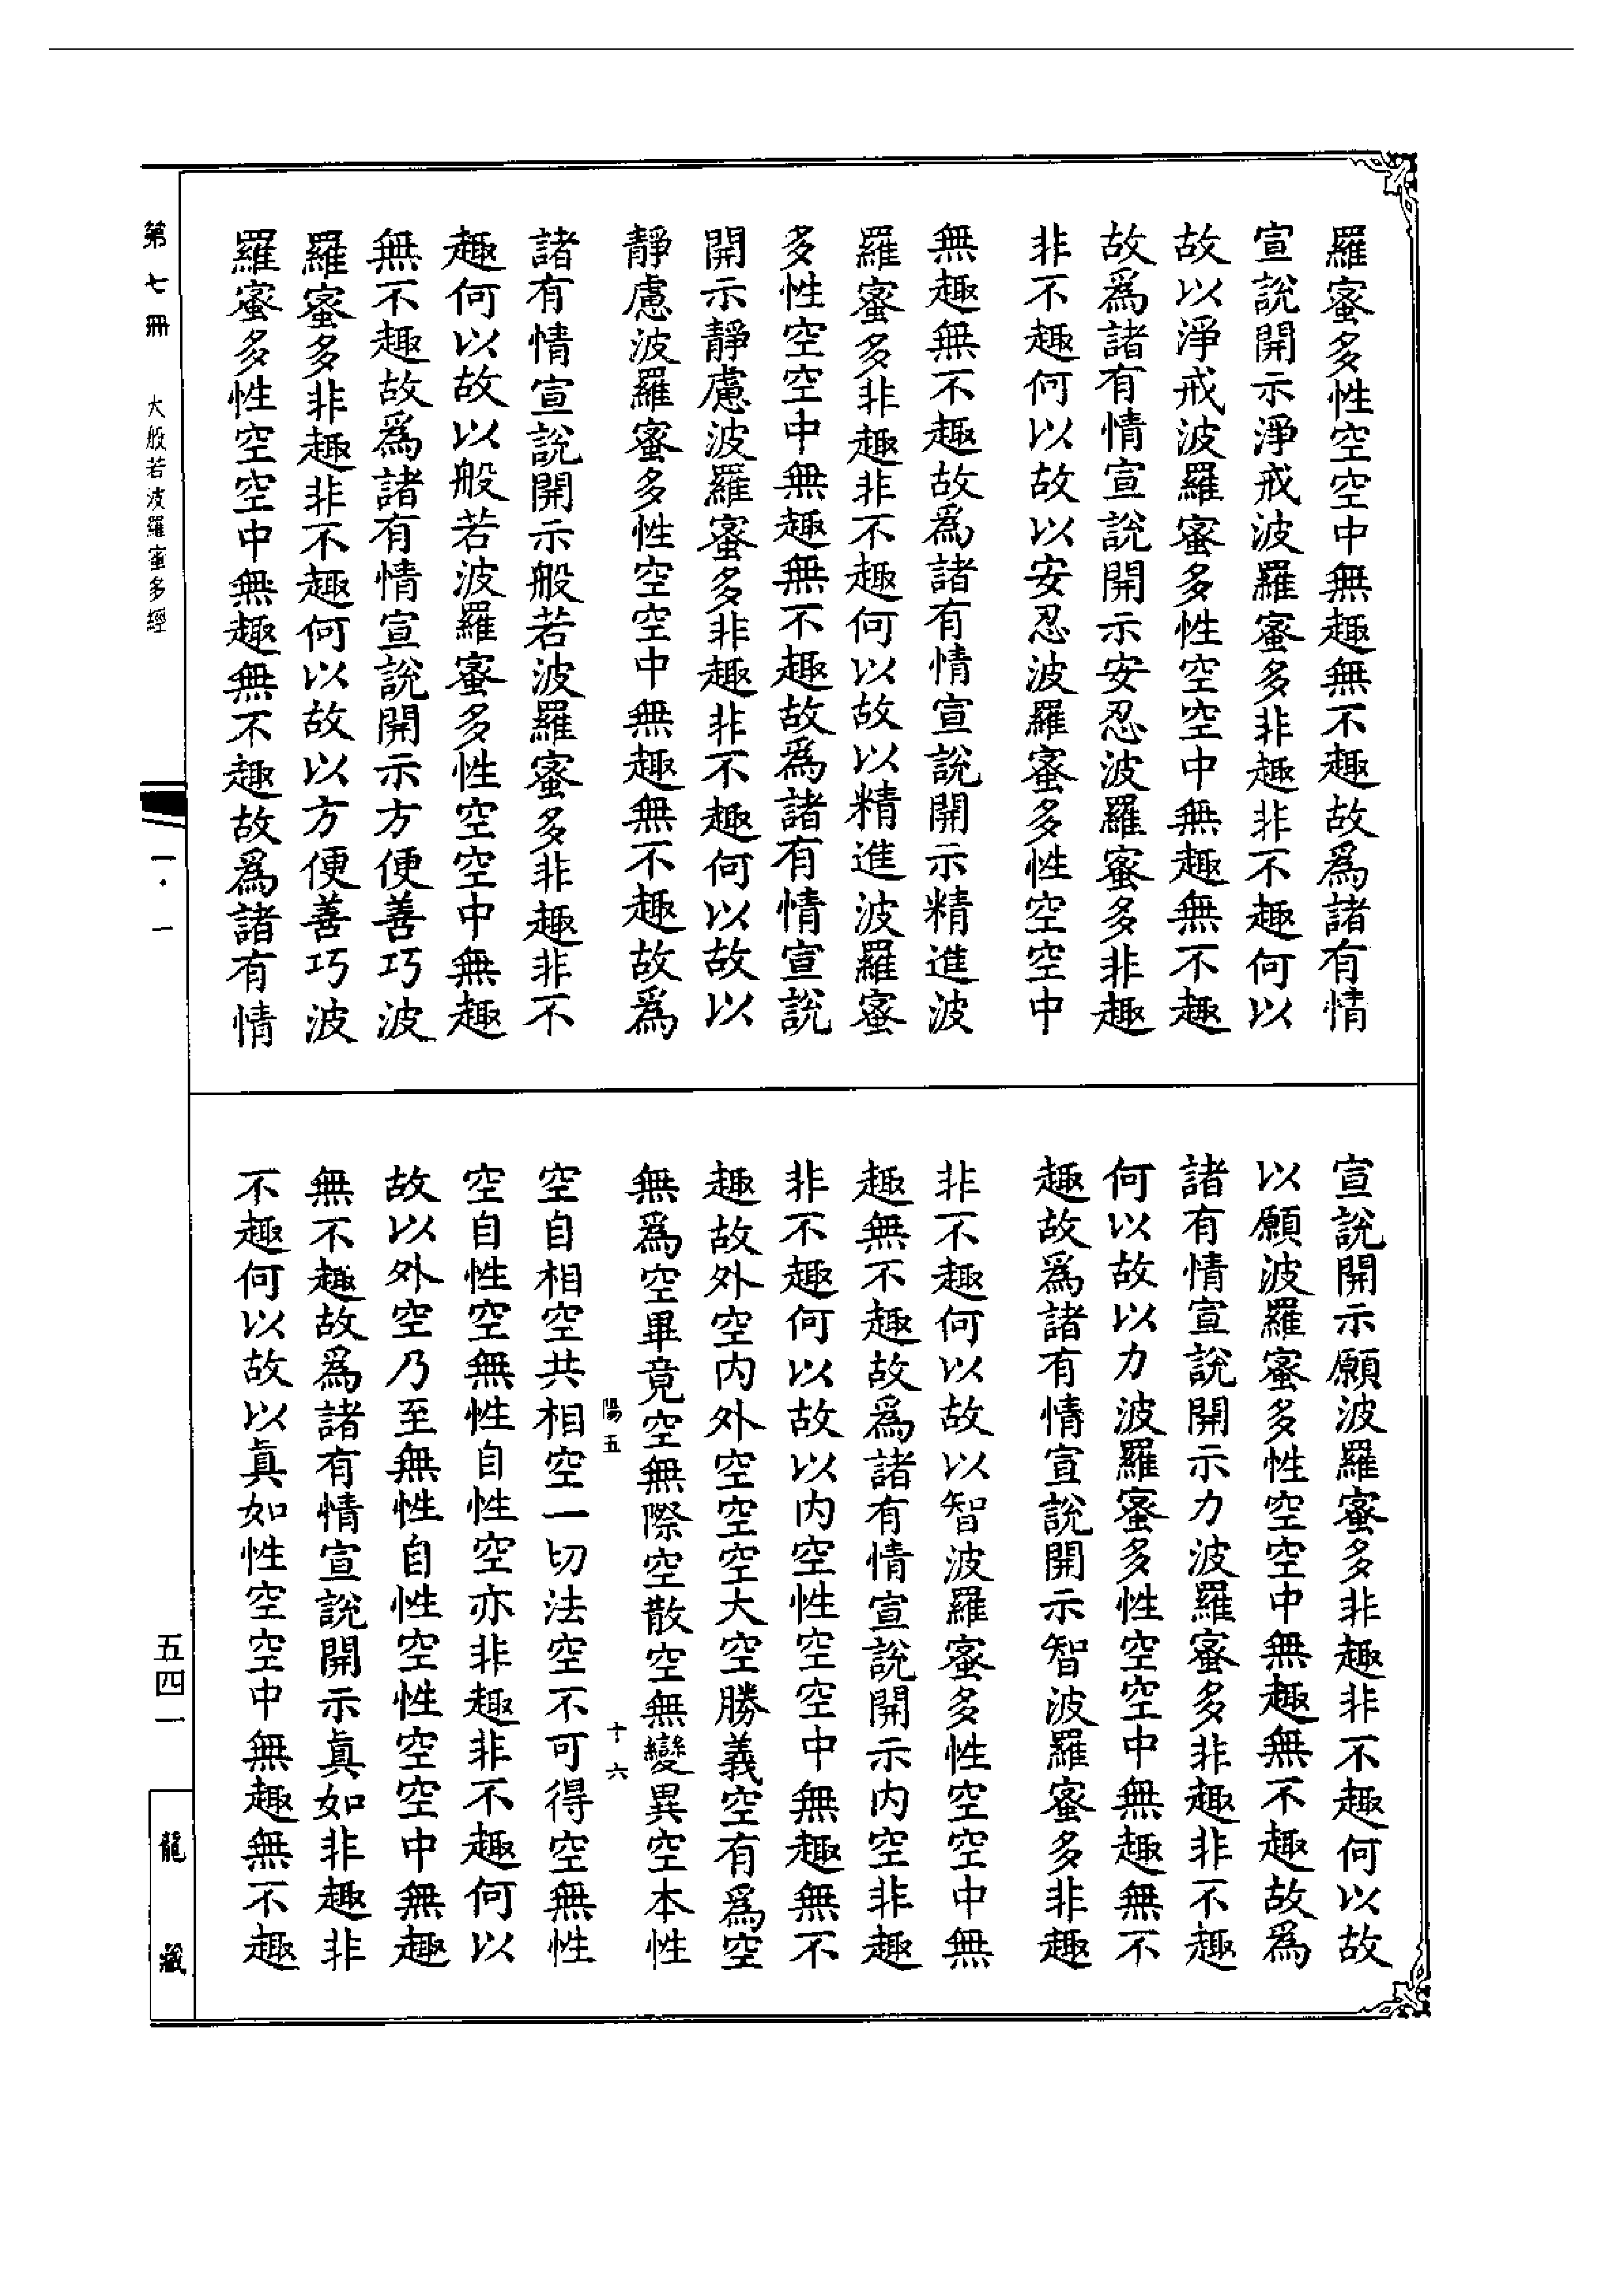 羅蜜多性空空中無趣無不趣故爲諸有情
宣說開示淨戒波羅蜜多非趣非不趣何以
故以淨戒波羅蜜多性空空中無趣無不趣
故爲諸有情宣說開示安忍波羅蜜多非趣
非不趣何以故以安忍波羅蜜多性空空中
無趣無不趣故爲諸有情宣說開示精進波
羅蜜多非趣非不趣何以故以精進波羅蜜
多性空空中無趣無不趣故爲諸有情宣說
開示靜慮波羅蜜多非趣非不趣何以故以
靜慮波羅蜜多性空空中無趣無不趣故爲
諸有情宣說開示般若波羅蜜多非趣非不
趣何以故以般若波羅蜜多性空空中無趣
無不趣故爲諸有情宣說開示方便善巧波
羅蜜多非趣非不趣何以故以方便善巧波
羅蜜多性空空中無趣無不趣故爲諸有情
宣說開示願波羅蜜多非趣非不趣何以故
以願波羅蜜多性空空中無趣無不趣故爲
諸有情宣說開示力波羅蜜多非趣非不趣
何以故以力波羅蜜多性空空中無趣無不
趣故爲諸有情宣說開示智波羅蜜多非趣
非不趣何以故以智波羅蜜多性空空中無
趣無不趣故爲諸有情宣說開示内空非趣
非不趣何以故以内空性空空中無趣無不
趣故外空内外空空空大空勝義空有爲空
無爲空畢竟空無際空散空無變異空本性
陽五 十六
空自相空共相空一切法空不可得空無性
空自性空無性自性空亦非趣非不趣何以
故以外空乃至無性自性空性空空中無趣
無不趣故爲諸有情宣說開示真如非趣非
不趣何以故以真如性空空中無趣無不趣
第七冊 大般若波羅蜜多經
一·一
五四一
龍藏